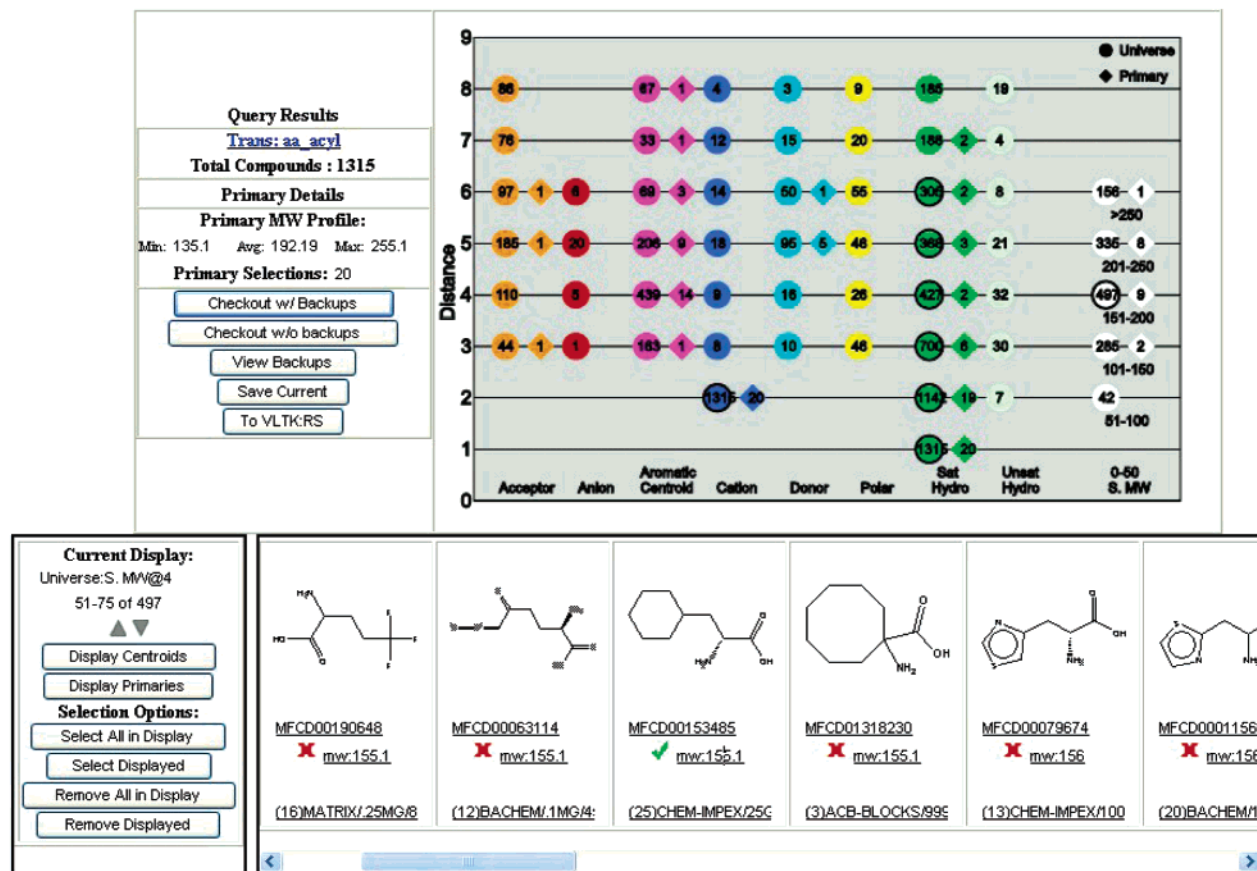 Query Results
Trans: aa_acyl
Total Compounds : 1315
Primary Details
Primary MW Profile:
Min: 135.1 Avg: 192.19 Max: 255.1
Primary Selections: 20
Checkout w/ Backups
Checkout w/o backups
View Backups
Save Current
To VLTK:RS
Distance
Universe
Primary
9
8 86 67 1 4 3 9 185 19
7 76 33 1 12 15 20 188 2 4
6 97 1 6 69 3 14 50 1 55 305 2 8 156 1
>250
5 185 1 20 206 9 18 95 5 46 368 3 21 335 8
201-250
4 110 5 439 14 9 16 26 427 2 32 497 9
151-200
3 44 1 1 163 1 8 10 46 700 6 30 285 2
101-150
2 1315 20 1142 19 7 42
51-100
1 1315 20
0
Acceptor Anion Aromatic Centroid Cation Donor Polar Sat Hydro Unsat Hydro 0-50 S. MW
Current Display:
Universe:S. MW@4
51-75 of 497
Display Centroids
Display Primaries
Selection Options:
Select All in Display
Select Displayed
Remove All in Display
Remove Displayed
H₂N HO O F F F
O OH NH₂
O OH NH₂
N S O OH NH₂
S N NH
MFCD00190648 MFCD00063114 MFCD00153485 MFCD01318230 MFCD00079674 MFCD0001156
mw:155.1 mw:155.1 mw:155.1 mw:155.1 mw:156 mw:156
(16)MATRIX/.25MG/8 (12)BACHEM/.1MG/4: (25)CHEM-IMPEX/25G (3)ACB-BLOCKS/999 (13)CHEM-IMPEX/100 (20)BACHEM/1